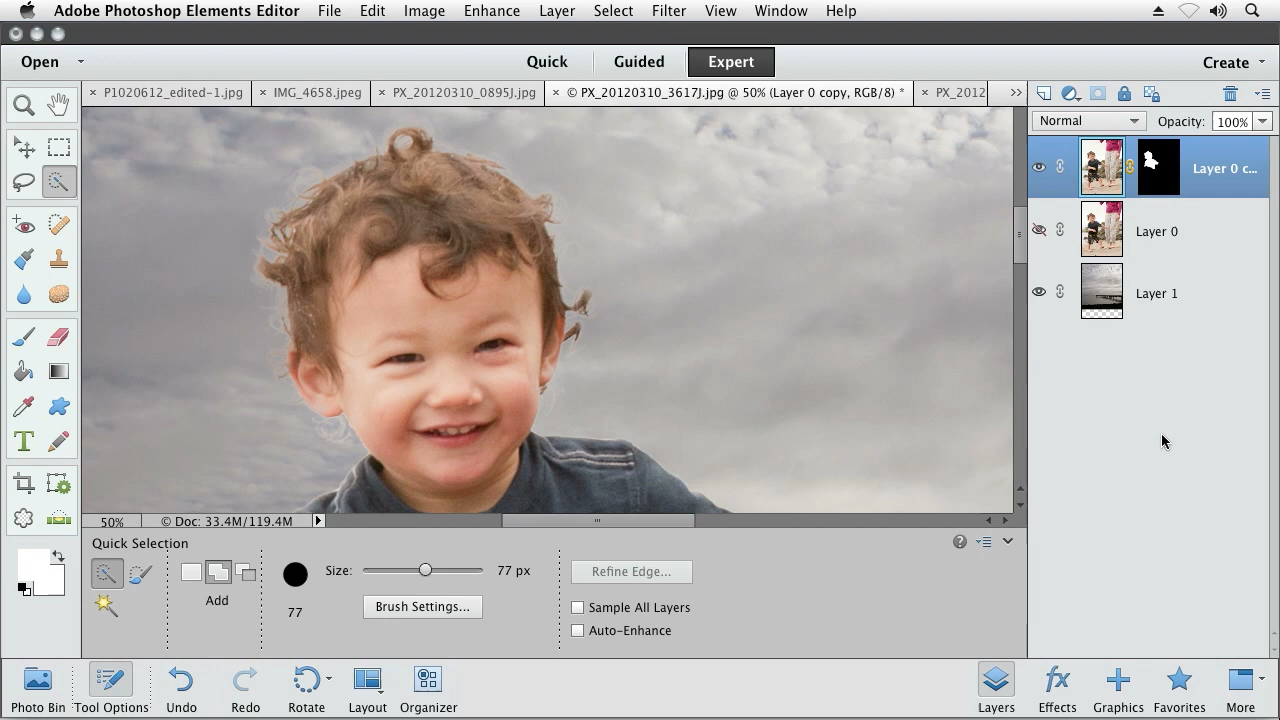 Adobe Photoshop Elements Editor File Edit Image Enhance Layer Select Filter View Window Help
Open Quick Guided Expert Create
× P1020612_edited-1.jpg × IMG_4658.jpeg × PX_20120310_0895J.jpg × © PX_20120310_3617J.jpg @ 50% (Layer 0 copy, RGB/8) * × PX_2012 >>
Normal Opacity: 100%
Layer 0 c...
Layer 0
Layer 1
50% © Doc: 33.4M/119.4M
Quick Selection
Size: 77 px Refine Edge...
Add
77 Brush Settings... Sample All Layers
Auto-Enhance
Photo Bin Tool Options Undo Redo Rotate Layout Organizer Layers Effects Graphics Favorites More